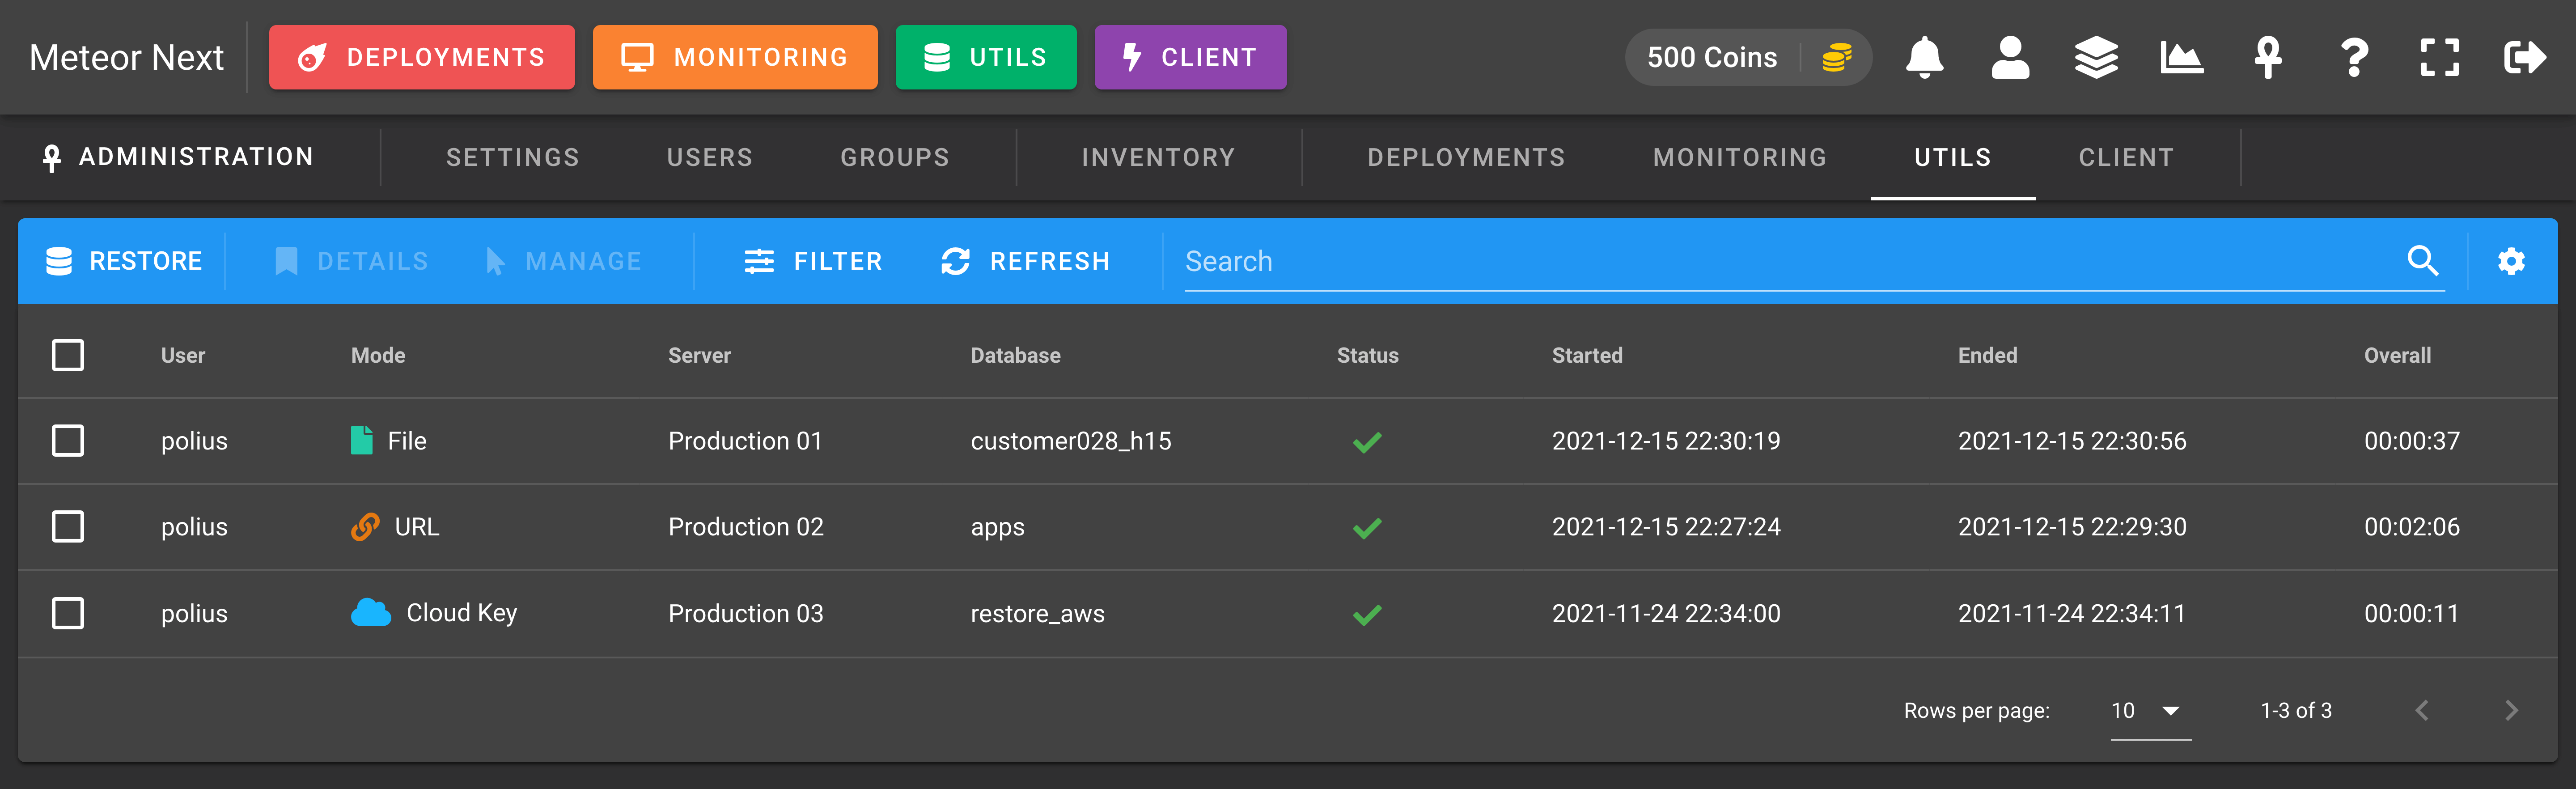 Meteor Next DEPLOYMENTS MONITORING UTILS CLIENT 500 Coins
ADMINISTRATION SETTINGS USERS GROUPS INVENTORY DEPLOYMENTS MONITORING UTILS CLIENT
RESTORE DETAILS MANAGE FILTER REFRESH Search
User Mode Server Database Status Started Ended Overall
polius File Production 01 customer028_h15 2021-12-15 22:30:19 2021-12-15 22:30:56 00:00:37
polius URL Production 02 apps 2021-12-15 22:27:24 2021-12-15 22:29:30 00:02:06
polius Cloud Key Production 03 restore_aws 2021-11-24 22:34:00 2021-11-24 22:34:11 00:00:11
Rows per page: 10 1-3 of 3